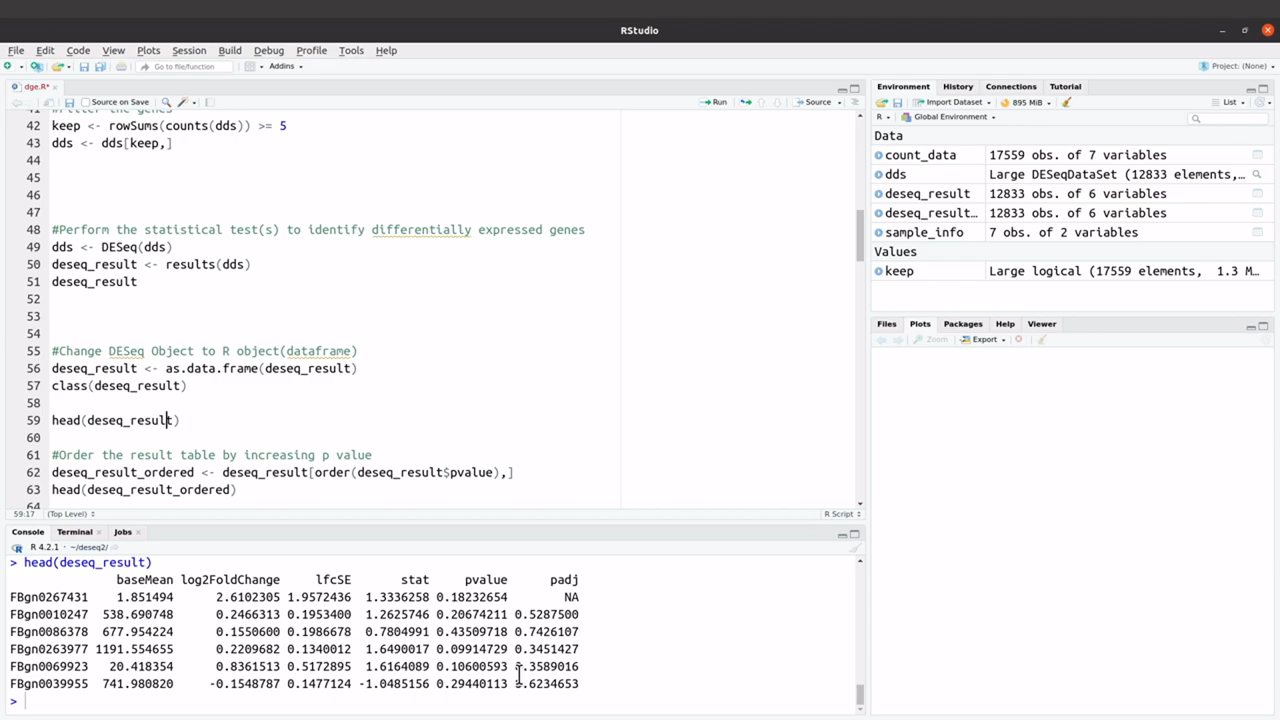 RStudio
File Edit Code View Plots Session Build Debug Profile Tools Help
Go to file/function Addins Project: (None)
dge.R*
Source on Save Run Source
42 keep <- rowSums(counts(dds)) >= 5
43 dds <- dds[keep,]
44
45
46
47
48 #Perform the statistical test(s) to identify differentially expressed genes
49 dds <- DESeq(dds)
50 deseq_result <- results(dds)
51 deseq_result
52
53
54
55 #Change DESeq Object to R object(dataframe)
56 deseq_result <- as.data.frame(deseq_result)
57 class(deseq_result)
58
59 head(deseq_result)
60
61 #Order the result table by increasing p value
62 deseq_result_ordered <- deseq_result[order(deseq_result$pvalue),]
63 head(deseq_result_ordered)
64
59:17 (Top Level) R Script
Console Terminal Jobs
R 4.2.1 · ~/deseq2/
> head(deseq_result)
baseMean log2FoldChange lfcSE stat pvalue padj
FBgn0267431 1.851494 2.6102305 1.9572436 1.3336258 0.18232654 NA
FBgn0010247 538.690748 0.2466313 0.1953400 1.2625746 0.20674211 0.5287500
FBgn0086378 677.954224 0.1550600 0.1986678 0.7804991 0.43509718 0.7426107
FBgn0263977 1191.554655 0.2209682 0.1340012 1.6490017 0.09914729 0.3451427
FBgn0069923 20.418354 0.8361513 0.5172895 1.6164089 0.10600593
FBgn0039955 741.980820 -0.1548787 0.1477124 -1.0485156 0.29440113
>
Environment History Connections Tutorial
Import Dataset 895 MiB List
R Global Environment
Data
count_data 17559 obs. of 7 variables
dds Large DESeqDataSet (12833 elements,...
deseq_result 12833 obs. of 6 variables
deseq_result... 12833 obs. of 6 variables
sample_info 7 obs. of 2 variables
Values
keep Large logical (17559 elements, 1.3 M...
Files Plots Packages Help Viewer
Zoom Export